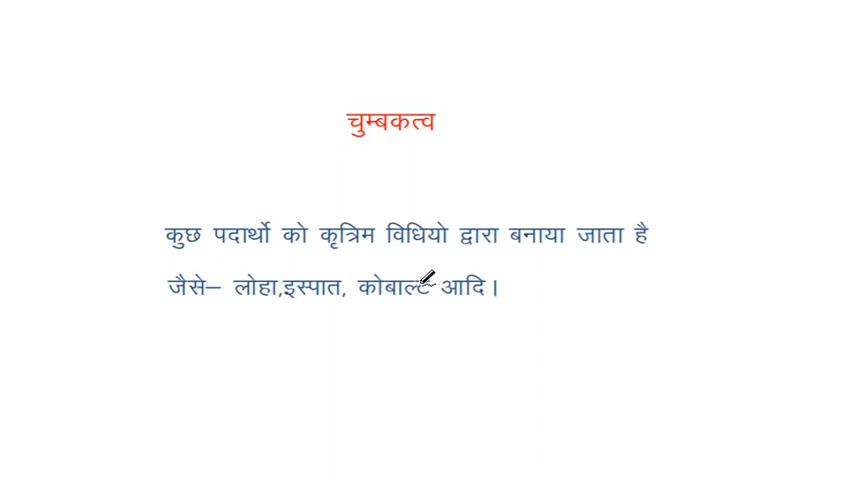 चुम्बकत्व
कुछ पदार्थो को कृत्रिम विधियो द्वारा बनाया जाता है
जैसे– लोहा,इस्पात, कोबाल्ट आदि।